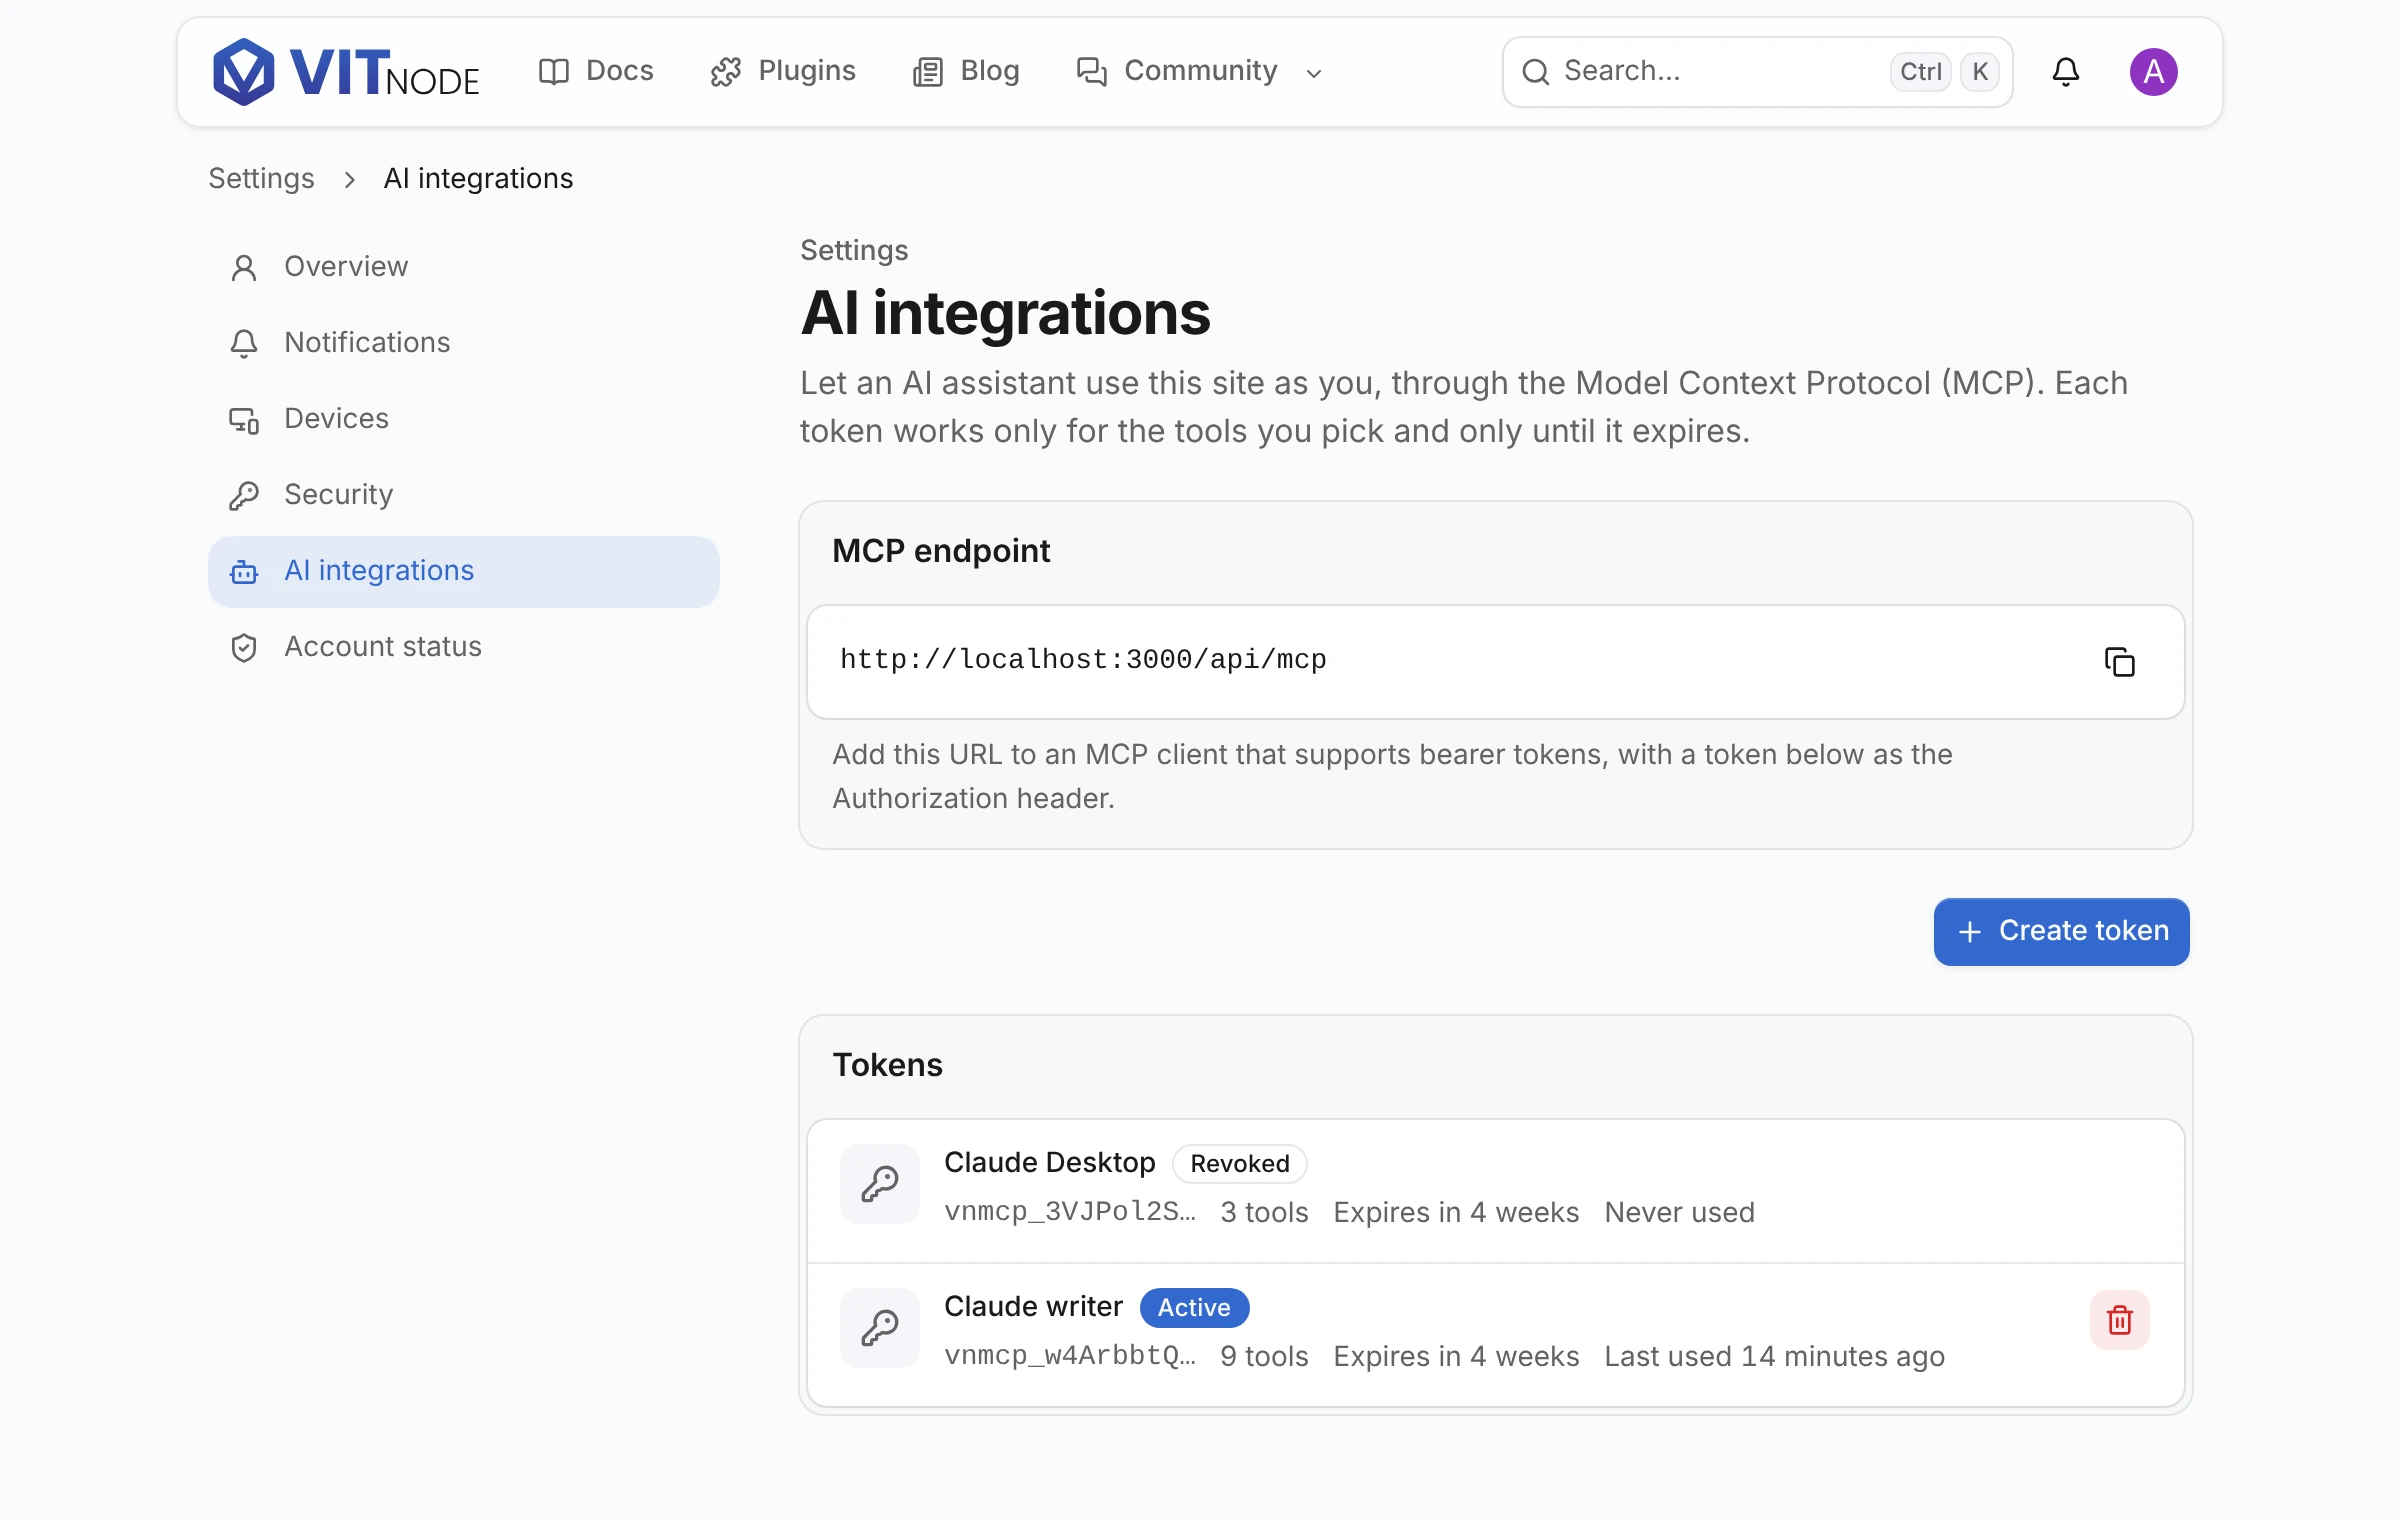 VITNODE
Docs
Plugins
Blog
Community
Search...
Ctrl
K
A
Settings
AI integrations
Overview
Notifications
Devices
Security
AI integrations
Account status
Settings
AI integrations
Let an AI assistant use this site as you, through the Model Context Protocol (MCP). Each
token works only for the tools you pick and only until it expires.
MCP endpoint
http://localhost:3000/api/mcp
Add this URL to an MCP client that supports bearer tokens, with a token below as the
Authorization header.
Create token
Tokens
Claude Desktop
Revoked
vnmcp_3VJPol2S… 3 tools Expires in 4 weeks Never used
Claude writer
Active
vnmcp_w4ArbbtQ… 9 tools Expires in 4 weeks Last used 14 minutes ago